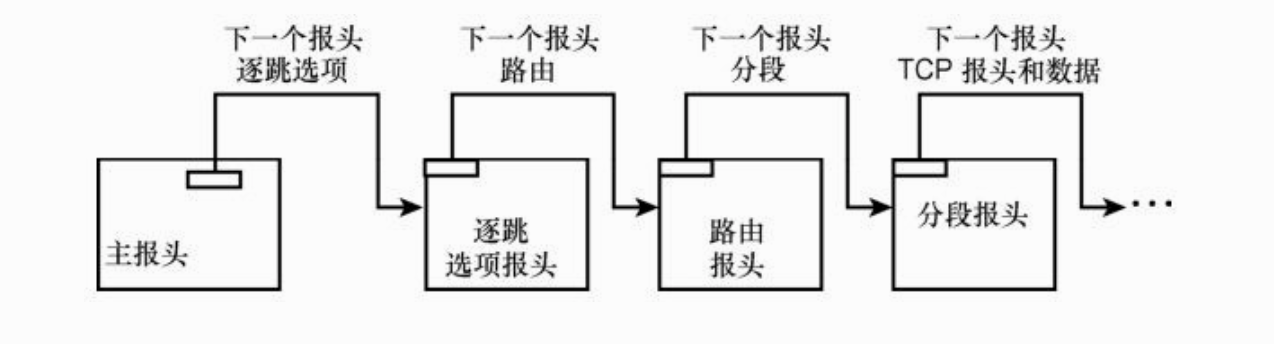 下一个报头
逐跳选项
下一个报头
路由
下一个报头
分段
下一个报头
TCP 报头和数据
主报头
逐跳
选项报头
路由
报头
分段报头
···